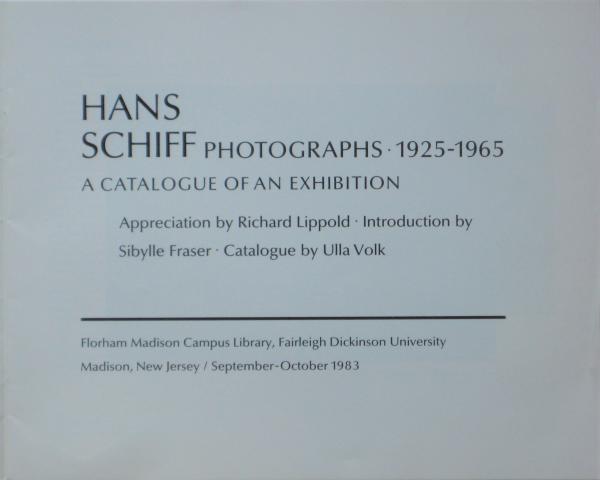 HANS
SCHIFF PHOTOGRAPHS · 1925-1965
A CATALOGUE OF AN EXHIBITION
Appreciation by Richard Lippold · Introduction by
Sibylle Fraser · Catalogue by Ulla Volk
Florham Madison Campus Library, Fairleigh Dickinson University
Madison, New Jersey / September-October 1983